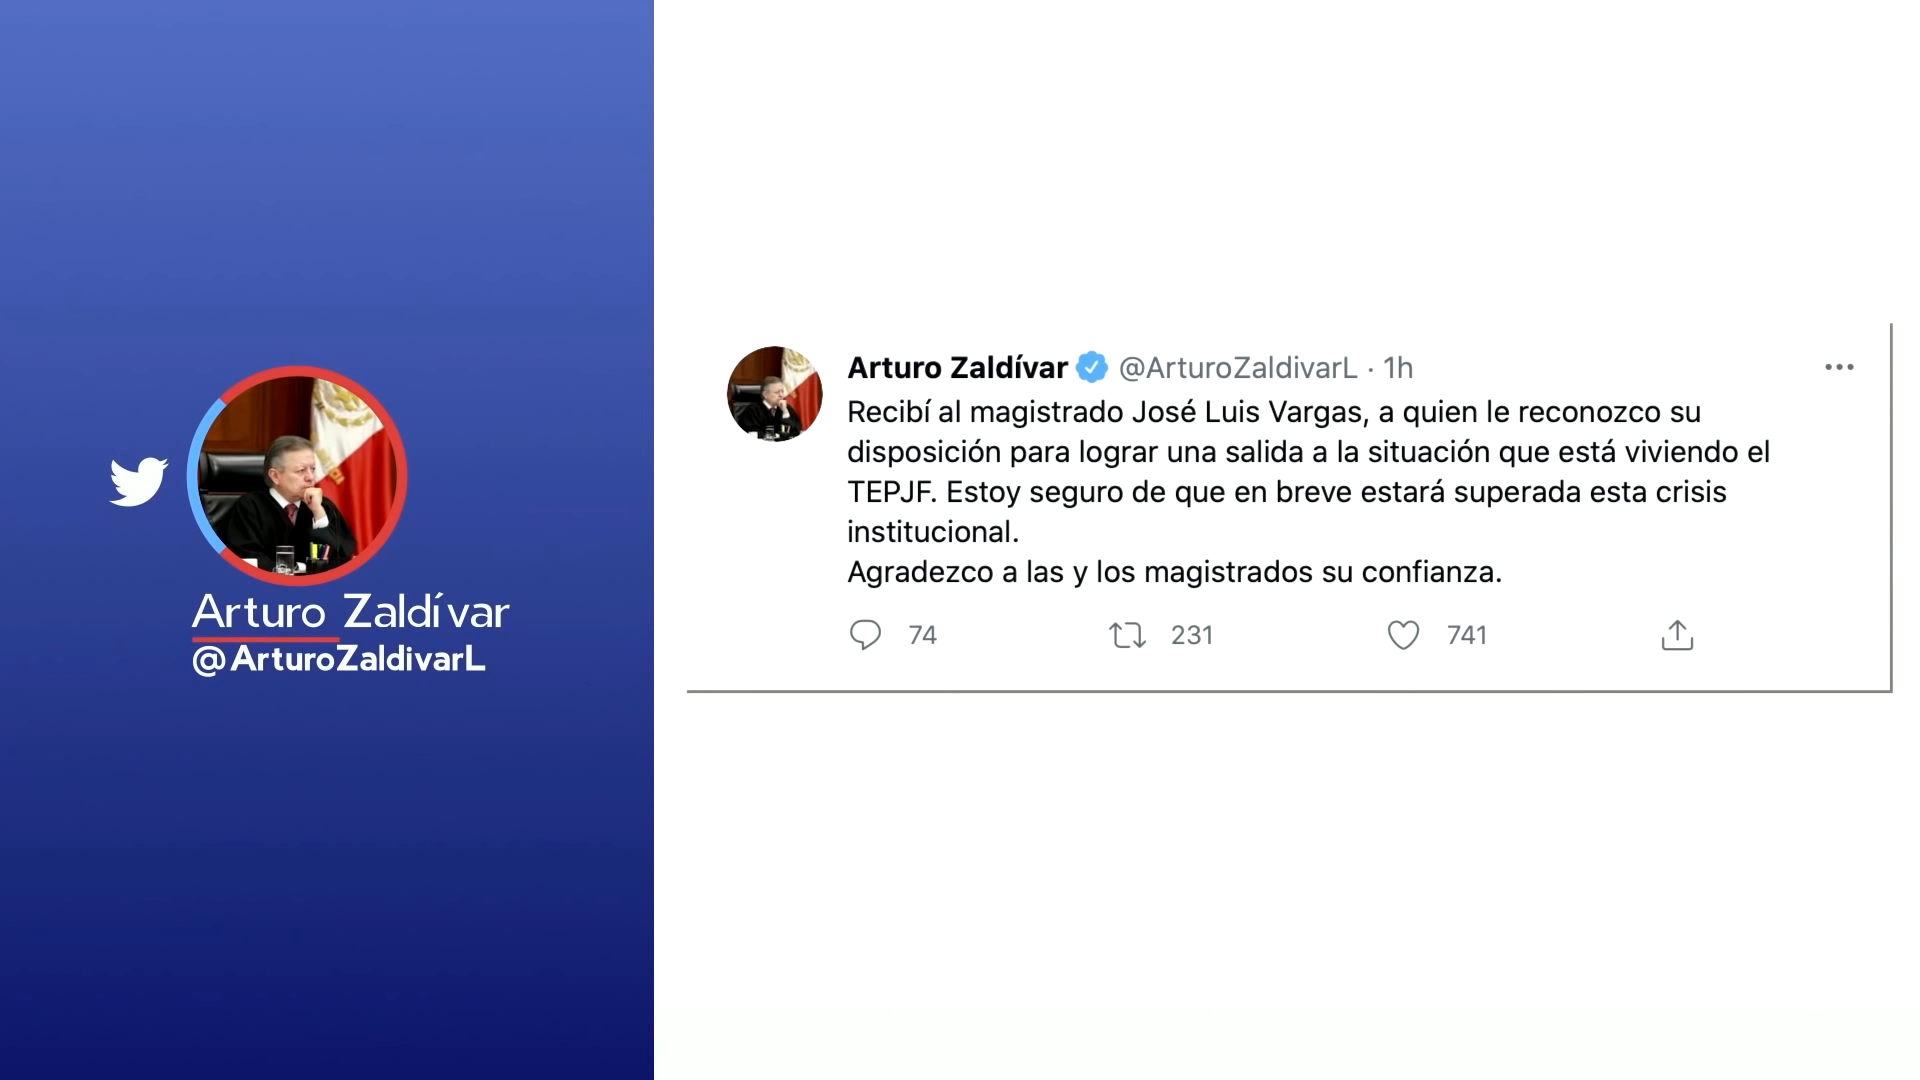 Arturo Zaldívar
@ArturoZaldivarL
Arturo Zaldívar @ArturoZaldivarL · 1h
Recibí al magistrado José Luis Vargas, a quien le reconozco su
disposición para lograr una salida a la situación que está viviendo el
TEPJF. Estoy seguro de que en breve estará superada esta crisis
institucional.
Agradezco a las y los magistrados su confianza.
74 231 741